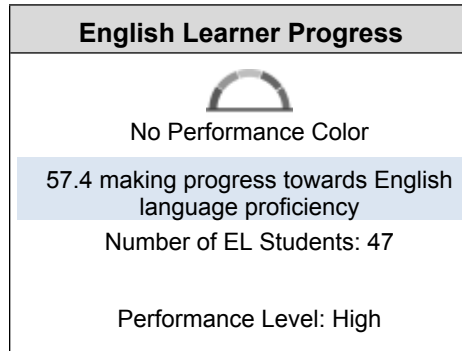 English Learner Progress
No Performance Color
57.4 making progress towards English
language proficiency
Number of EL Students: 47
Performance Level: High